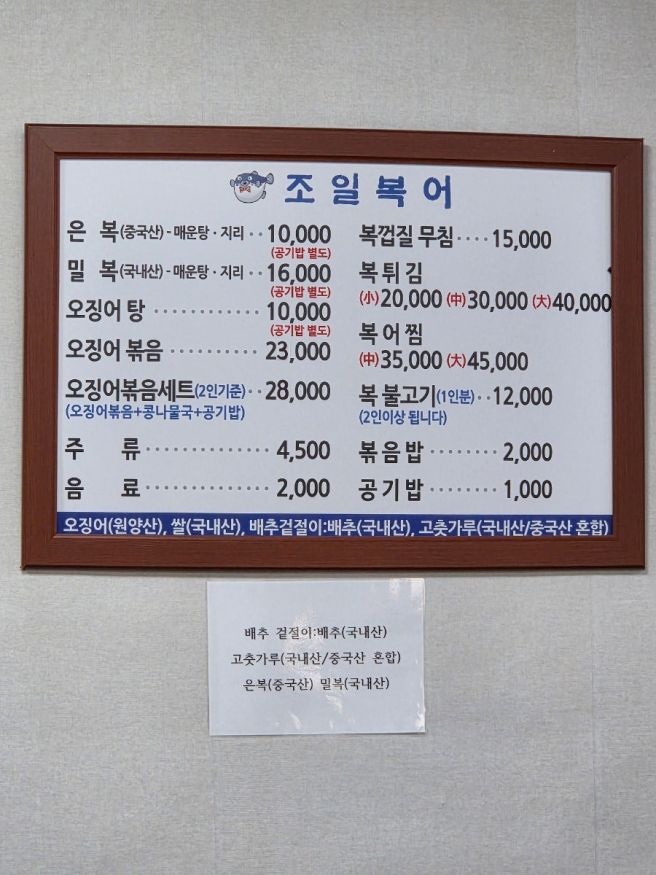 조일복어
은 복(중국산)-매운탕·지리··10,000
(공기밥 별도)
밀 복(국내산)-매운탕·지리··16,000
(공기밥 별도)
오징어 탕 ············ 10,000
(공기밥 별도)
오징어 볶음 ·········· 23,000
오징어볶음세트(2인기준)··28,000
(오징어볶음+콩나물국+공기밥)
주 류 ·············· 4,500
음 료 ·············· 2,000
복껍질 무침····15,000
복 튀 김
(小)20,000 (中)30,000 (大)40,000
복 어 찜
(中)35,000 (大)45,000
복 불고기(1인분)··12,000
(2인이상 됩니다)
볶 음 밥 ········ 2,000
공 기 밥 ········ 1,000
오징어(원양산), 쌀(국내산), 배추겉절이:배추(국내산), 고춧가루(국내산/중국산 혼합)
배추 겉절이:배추(국내산)
고춧가루(국내산/중국산 혼합)
은복(중국산) 밀복(국내산)